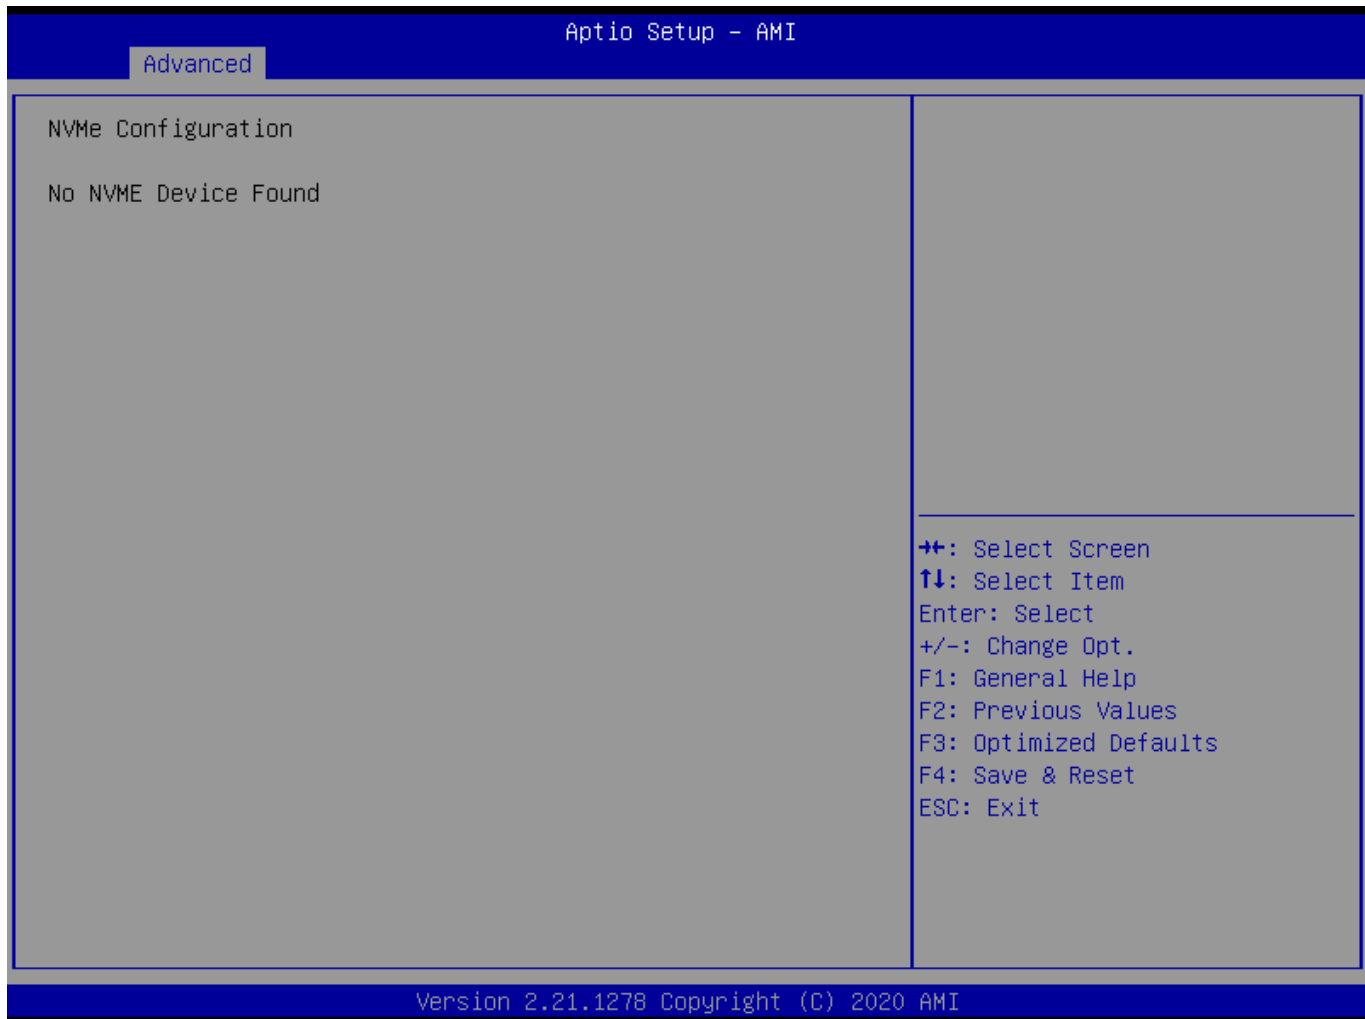 Aptio Setup – AMI
Advanced
NVMe Configuration
No NVME Device Found
→←: Select Screen
↑↓: Select Item
Enter: Select
+/-: Change Opt.
F1: General Help
F2: Previous Values
F3: Optimized Defaults
F4: Save & Reset
ESC: Exit
Version 2.21.1278 Copyright (C) 2020 AMI